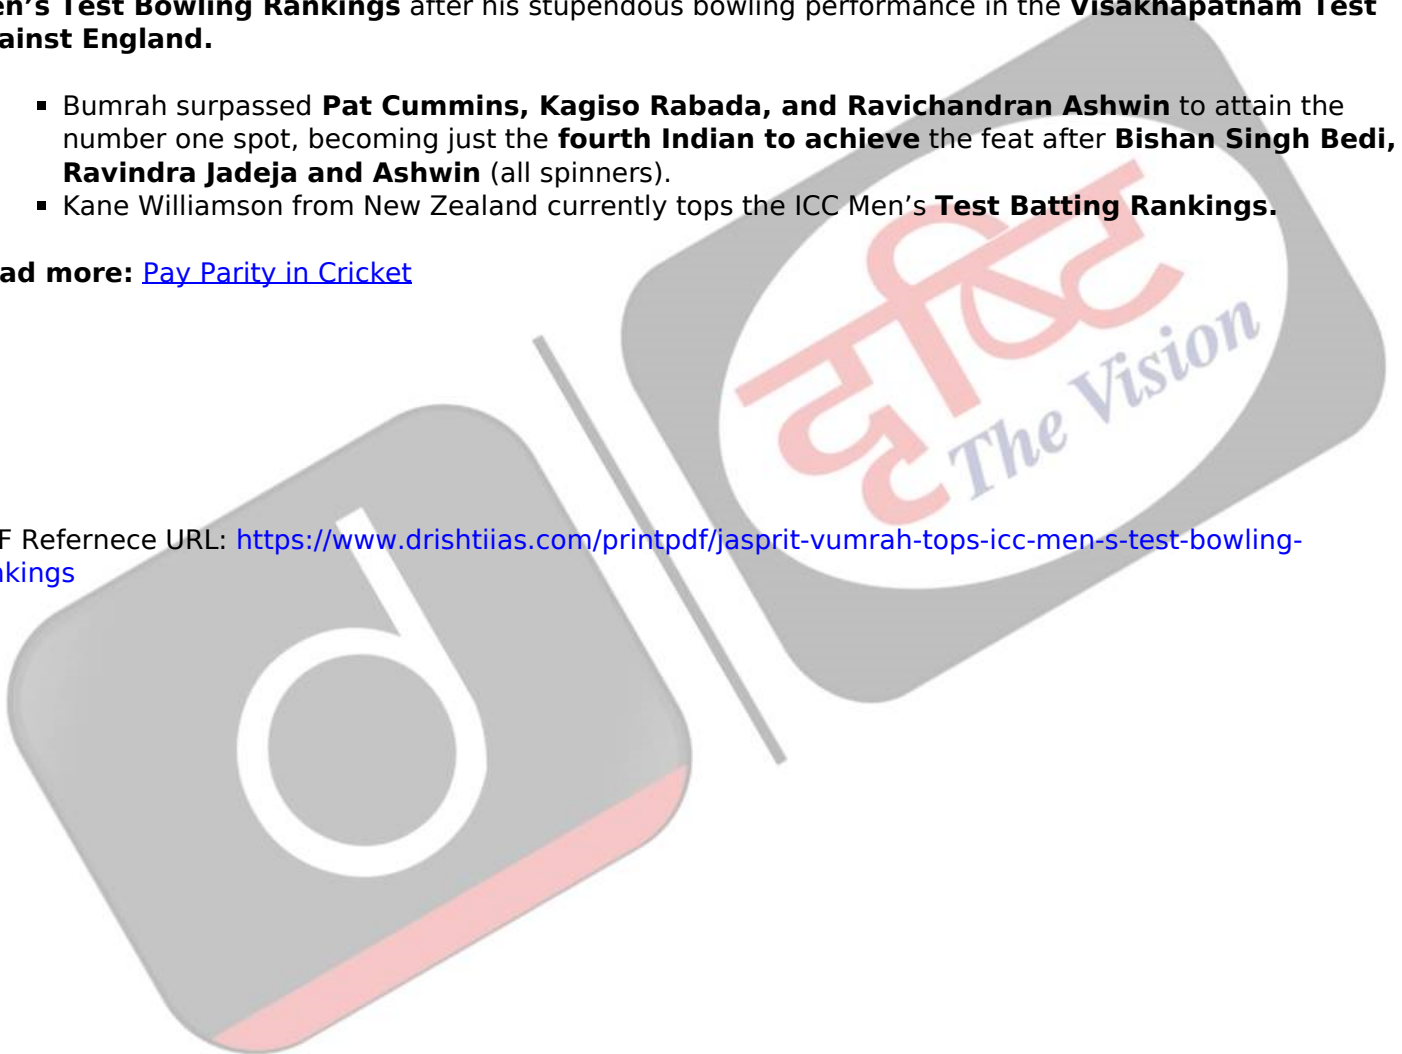 en's Test Bowling Rankings after his stupendous bowling performance in the Visakhapatnam Test
ainst England.
▪ Bumrah surpassed Pat Cummins, Kagiso Rabada, and Ravichandran Ashwin to attain the
number one spot, becoming just the fourth Indian to achieve the feat after Bishan Singh Bedi,
Ravindra Jadeja and Ashwin (all spinners).
▪ Kane Williamson from New Zealand currently tops the ICC Men's Test Batting Rankings.
ad more: Pay Parity in Cricket
दृष्टि
The Vision
F Refernece URL: https://www.drishtiias.com/printpdf/jasprit-vumrah-tops-icc-men-s-test-bowling-
nkings
d